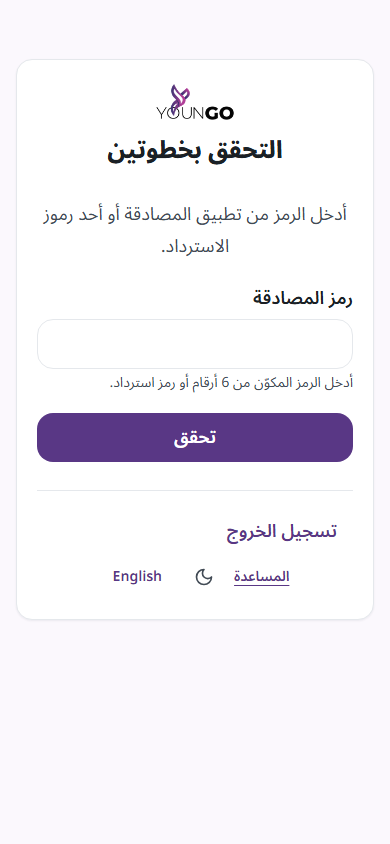 YOUNGO
التحقق بخطوتين
أدخل الرمز من تطبيق المصادقة أو أحد رموز
الاسترداد.
رمز المصادقة
أدخل الرمز المكوّن من 6 أرقام أو رمز استرداد.
تحقق
تسجيل الخروج
المساعدة
English